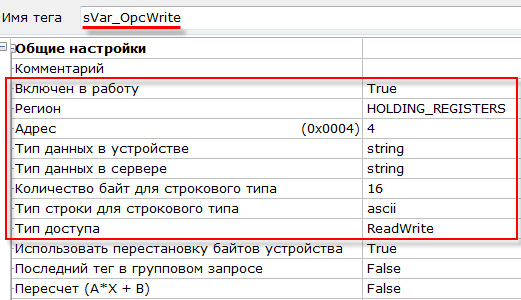 Имя тега sVar_OpcWrite
Общие настройки
Комментарий
Включен в работу True
Регион HOLDING_REGISTERS
Адрес (0x0004) 4
Тип данных в устройстве string
Тип данных в сервере string
Количество байт для строкового типа 16
Тип строки для строкового типа ascii
Тип доступа ReadWrite
Использовать перестановку байтов устройства True
Последний тег в групповом запросе False
Пересчет (A*X + B) False